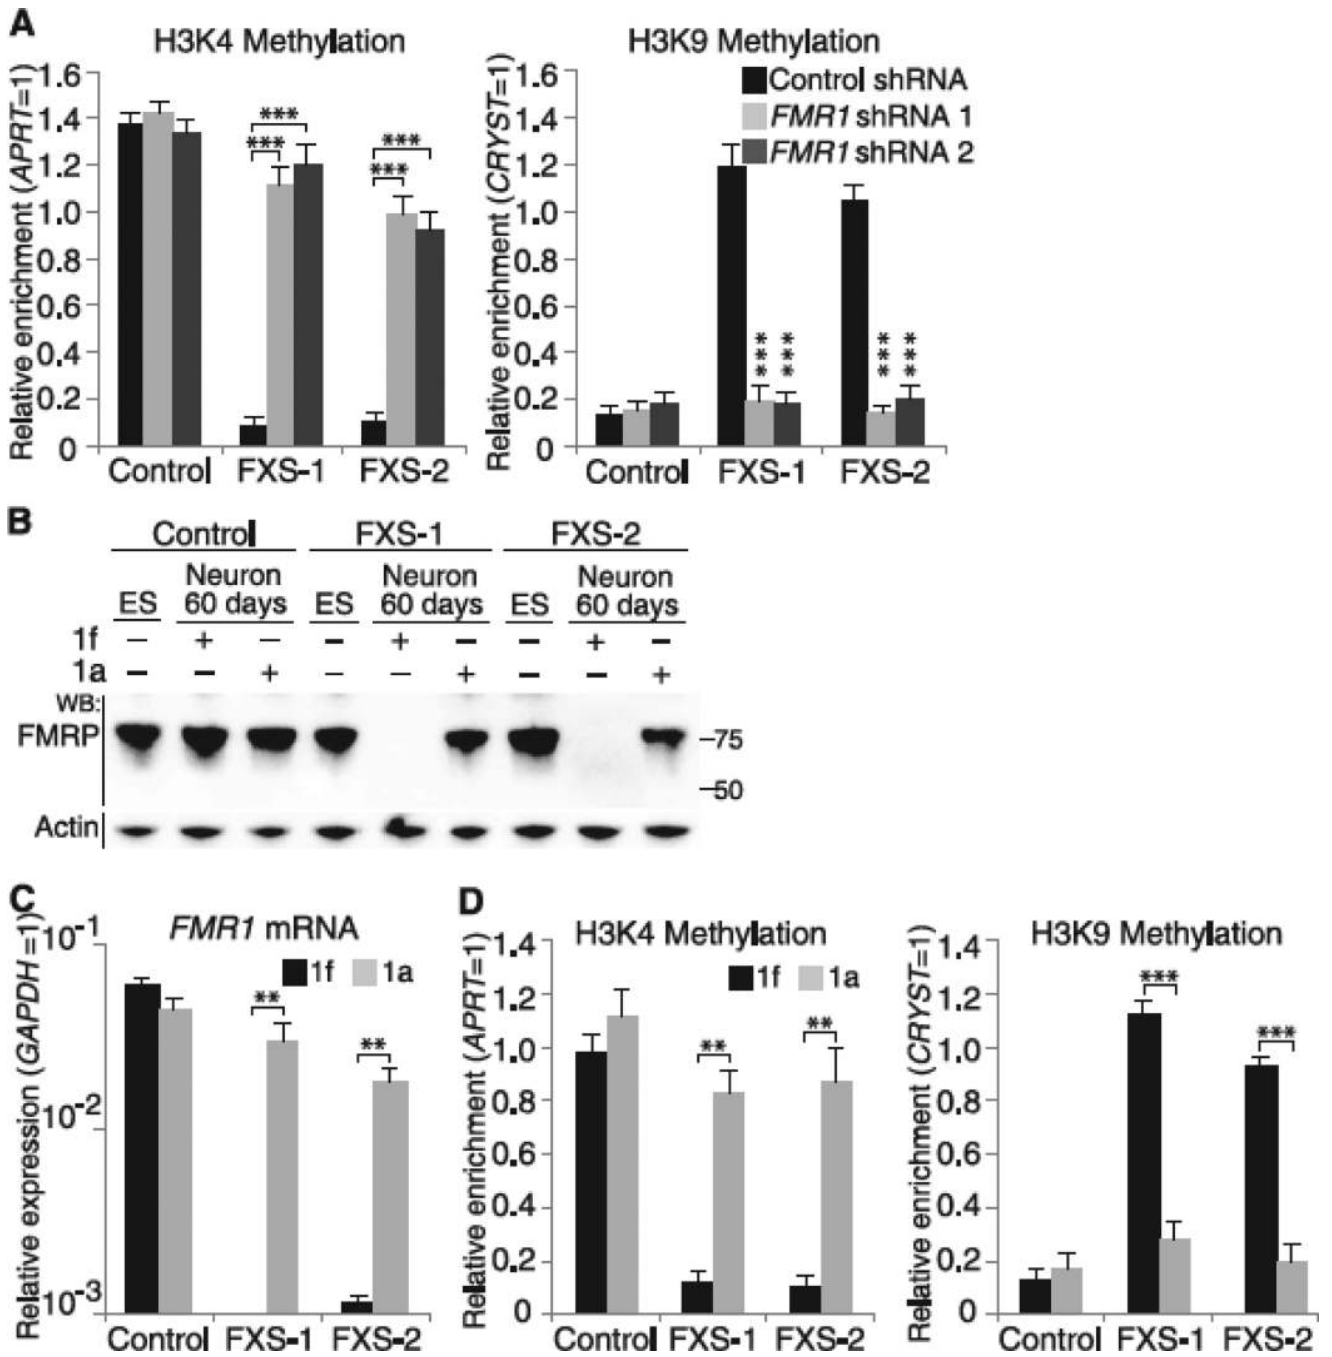 A
H3K4 Methylation
Relative enrichment (APRT=1)
1.6
1.4
1.2
1.0
0.8
0.6
0.4
0.2
0
***
***
***
***
Control
FXS-1
FXS-2
H3K9 Methylation
Relative enrichment (CRYST=1)
1.6
1.4
1.2
1.0
0.8
0.6
0.4
0.2
0
Control shRNA
FMR1 shRNA 1
FMR1 shRNA 2
***
***
***
***
Control
FXS-1
FXS-2
B
Control FXS-1 FXS-2
Neuron Neuron Neuron
ES 60 days ES 60 days ES 60 days
1f – + – – + – – + –
1a – – + – – + – – +
WB:
FMRP
–75
–50
Actin
C
FMR1 mRNA
Relative expression (GAPDH=1)
10-1
10-2
10-3
1f 1a
**
**
Control
FXS-1
FXS-2
D
H3K4 Methylation
Relative enrichment (APRT=1)
1.4
1.2
1.0
0.8
0.6
0.4
0.2
0
1f 1a
**
**
Control
FXS-1
FXS-2
H3K9 Methylation
Relative enrichment (CRYST=1)
1.4
1.2
1.0
0.8
0.6
0.4
0.2
0
***
***
Control
FXS-1
FXS-2